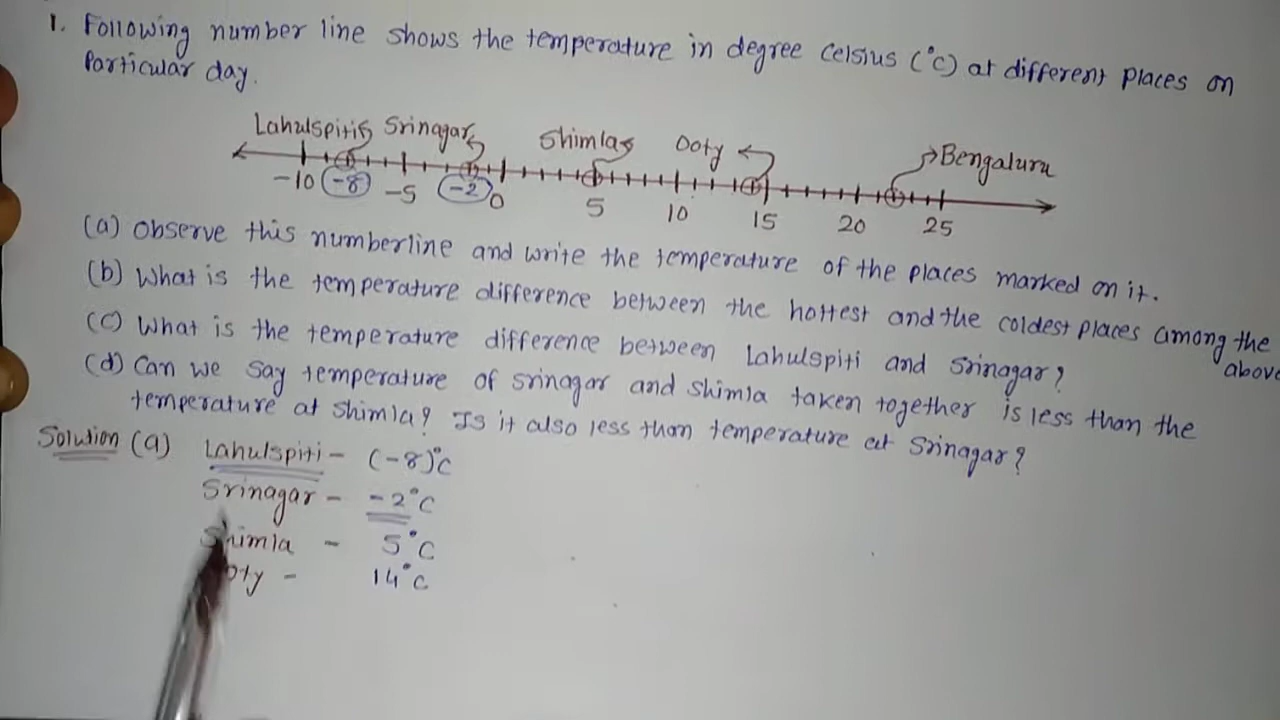 1. Following number line shows the temperature in degree celsius (°C) at different places on
Particular day.
Lahulspiti Srinagar Shimla Ooty Bengaluru
-10 -8 -5 -2 0 5 10 15 20 25
(a) Observe this numberline and write the temperature of the places marked on it.
(b) What is the temperature difference between the hottest and the coldest places among the
above
(c) What is the temperature difference between Lahulspiti and Srinagar?
(d) Can we say temperature of srinagar and shimla taken together is less than the
temperature at shimla? Is it also less than temperature at Srinagar?
Solution (a) Lahulspiti - (-8)°C
Srinagar - -2°C
Shimla - 5°C
Ooty - 14°C